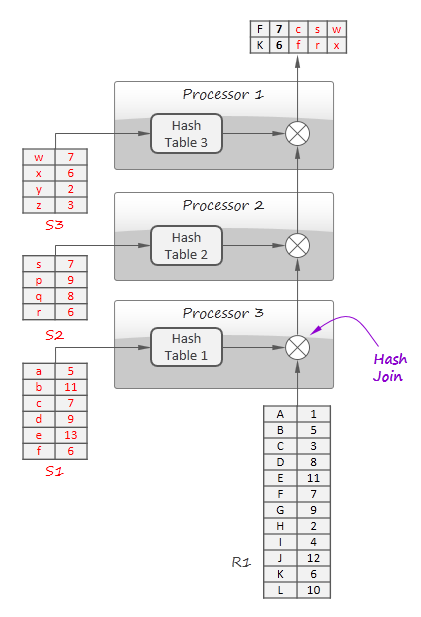 F 7 c s w
K 6 f r x
Processor 1
Hash
Table 3
w 7
x 6
y 2
z 3
S3
Processor 2
Hash
Table 2
s 7
p 9
q 8
r 6
S2
Processor 3
Hash
Table 1
Hash
Join
a 5
b 11
c 7
d 9
e 13
f 6
S1
A 1
B 5
C 3
D 8
E 11
F 7
G 9
H 2
I 4
J 12
K 6
L 10
R1